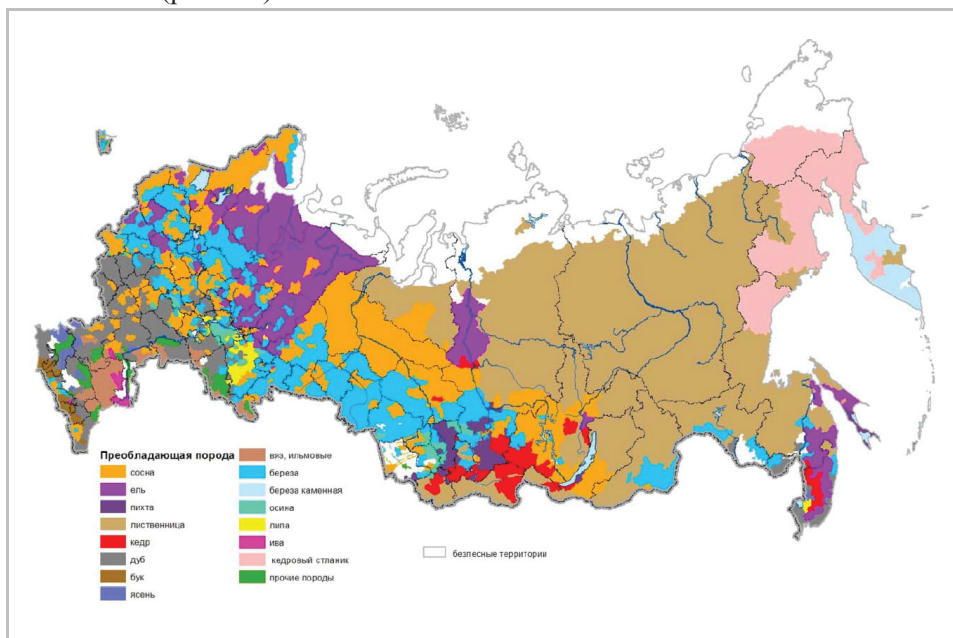 Преобладающая порода
сосна
ель
пихта
лиственница
кедр
дуб
бук
ясень
вяз, ильмовые
береза
береза каменная
осина
липа
ива
кедровый стланик
прочие породы
безлесные территории